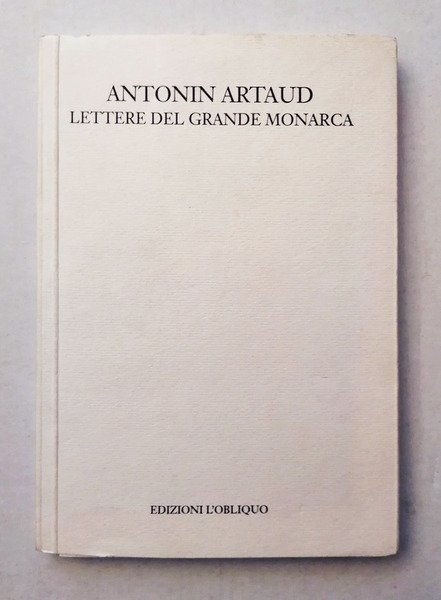 ANTONIN ARTAUD
LETTERE DEL GRANDE MONARCA
EDIZIONI L'OBLIQUO